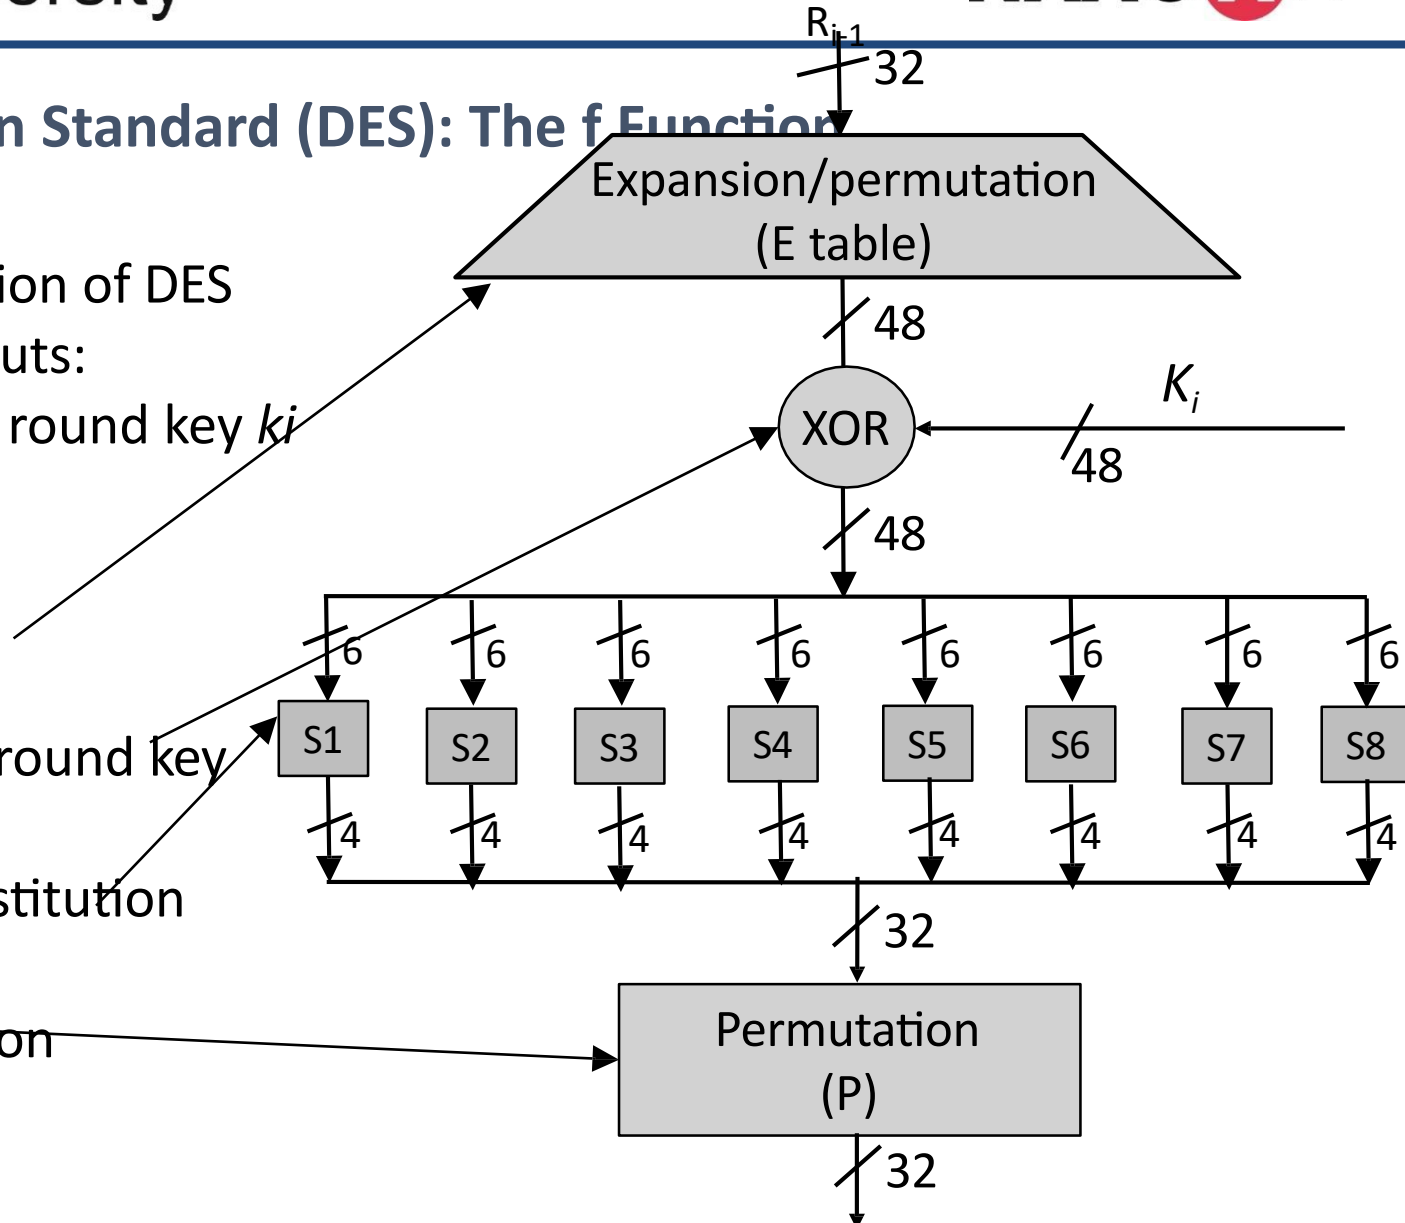 R i-1
32
n Standard (DES): The f Function
Expansion/permutation
(E table)
ion of DES
48
uts:
K i
round key ki
XOR
48
48
6 6 6 6 6 6 6 6
S1 S2 S3 S4 S5 S6 S7 S8
round key
4 4 4 4 4 4 4 4
stitution
32
Permutation
on
(P)
32